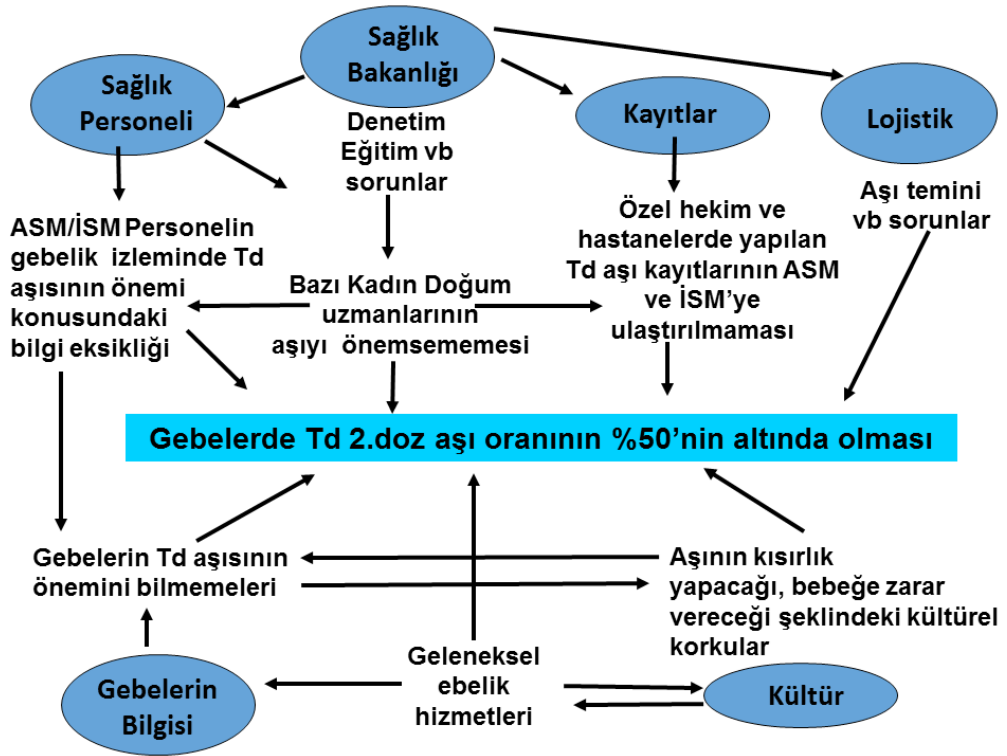 Sağlık
Bakanlığı
Sağlık
Personeli
Kayıtlar
Lojistik
Denetim
Eğitim vb
sorunlar
Aşı temini
vb sorunlar
ASM/İSM Personelin
gebelik izleminde Td
aşısının önemi
konusundaki
bilgi eksikliği
Bazı Kadın Doğum
uzmanlarının
aşıyı önemsememesi
Özel hekim ve
hastanelerde yapılan
Td aşı kayıtlarının ASM
ve İSM’ye
ulaştırılmaması
Gebelerde Td 2.doz aşı oranının %50’nin altında olması
Gebelerin Td aşısının
önemini bilmemeleri
Aşının kısırlık
yapacağı, bebeğe zarar
vereceği şeklindeki kültürel
korkular
Gebelerin
Bilgisi
Geleneksel
ebelik
hizmetleri
Kültür